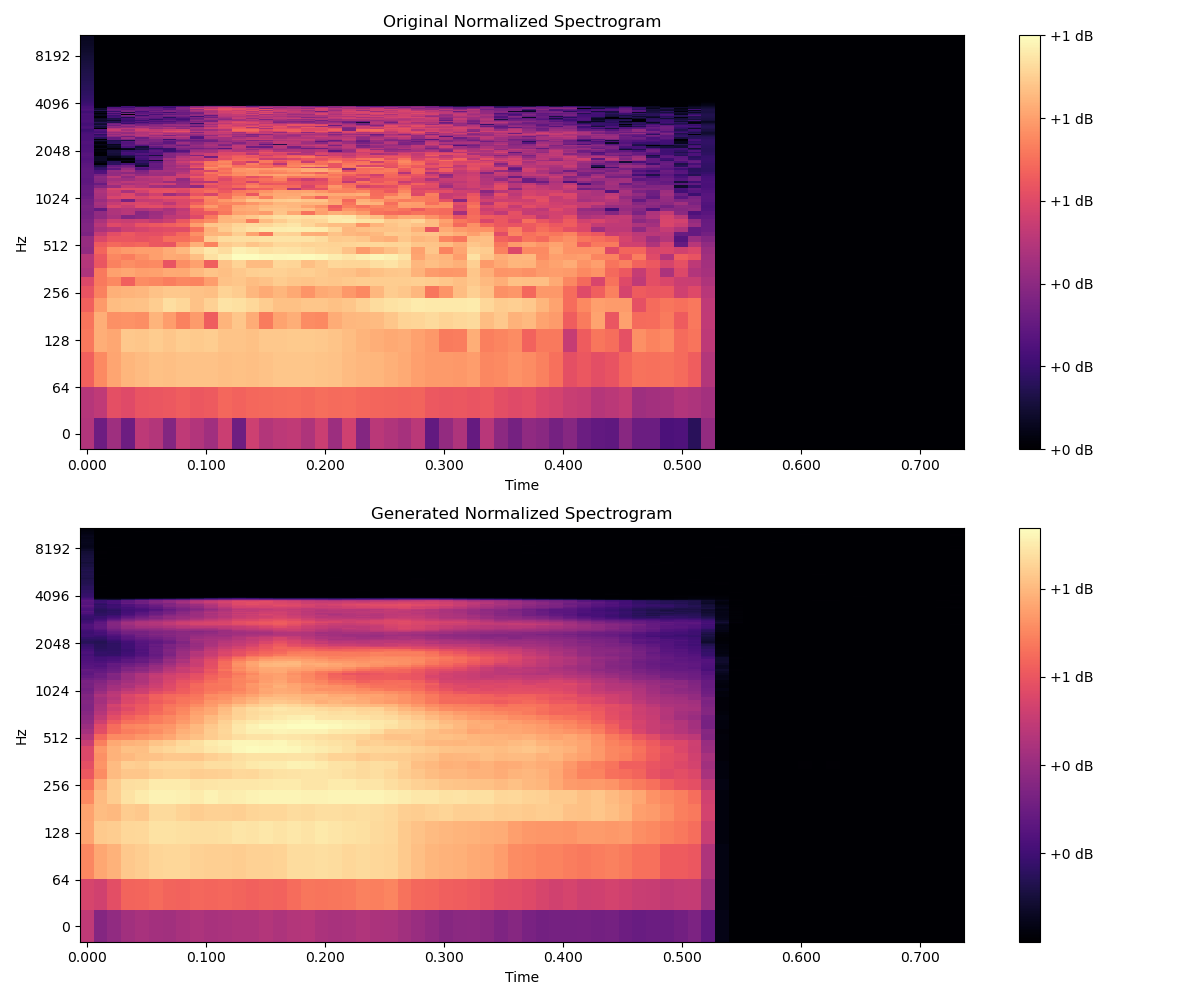 Original Normalized Spectrogram
8192
4096
2048
1024
512
256
128
64
0
Hz
0.000 0.100 0.200 0.300 0.400 0.500 0.600 0.700
Time
+1 dB
+1 dB
+1 dB
+0 dB
+0 dB
+0 dB
Generated Normalized Spectrogram
8192
4096
2048
1024
512
256
128
64
0
Hz
0.000 0.100 0.200 0.300 0.400 0.500 0.600 0.700
Time
+1 dB
+1 dB
+0 dB
+0 dB